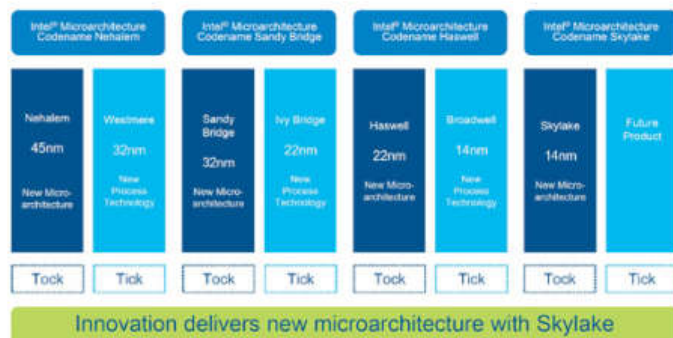 Intel® Microarchitecture
Codename Nehalem
Intel® Microarchitecture
Codename Sandy Bridge
Intel® Microarchitecture
Codename Haswell
Intel® Microarchitecture
Codename Skylake
Nehalem
45nm
New Micro-
architecture
Westmere
32nm
New
Process
Technology
Sandy
Bridge
32nm
New Micro-
architecture
Ivy Bridge
22nm
New
Process
Technology
Haswell
22nm
New Micro-
architecture
Broadwell
14nm
New
Process
Technology
Skylake
14nm
New Micro-
architecture
Future
Product
Tock
Tick
Tock
Tick
Tock
Tick
Tock
Tick
Innovation delivers new microarchitecture with Skylake